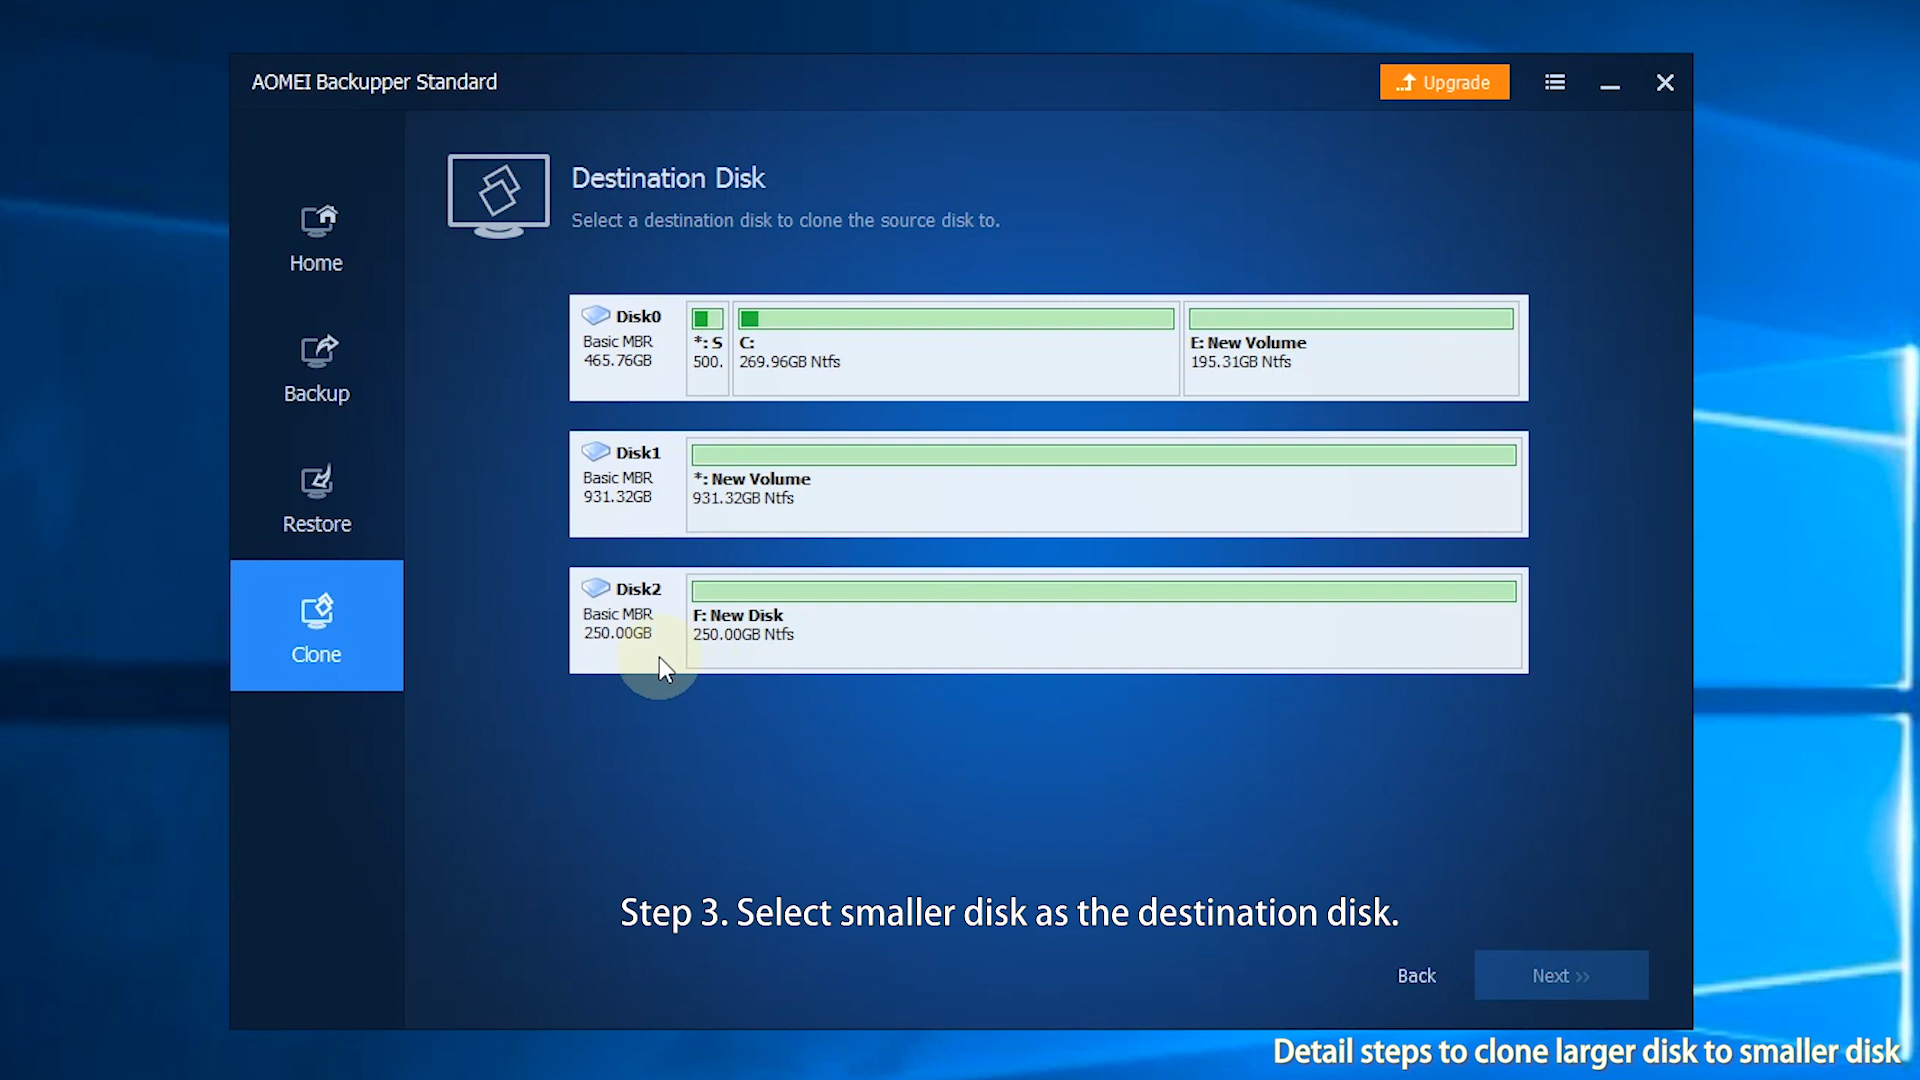 AOMEI Backupper Standard
Upgrade
Destination Disk
Select a destination disk to clone the source disk to.
Home
Backup
Restore
Clone
Disk0
Basic MBR
465.76GB
*: S
500.
C:
269.96GB Ntfs
E: New Volume
195.31GB Ntfs
Disk1
Basic MBR
931.32GB
*: New Volume
931.32GB Ntfs
Disk2
Basic MBR
250.00GB
F: New Disk
250.00GB Ntfs
Step 3. Select smaller disk as the destination disk.
Back
Next >>
Detail steps to clone larger disk to smaller disk